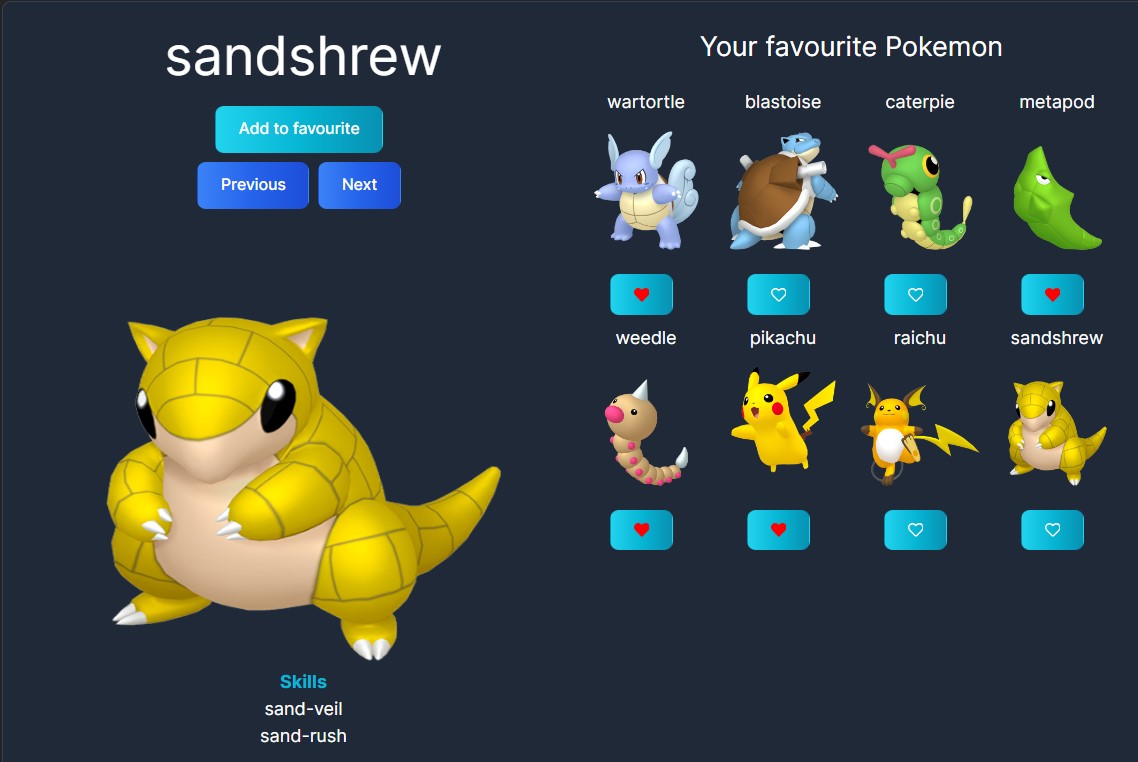 sandshrew
Add to favourite
Previous Next
Skills
sand-veil
sand-rush
Your favourite Pokemon
wartortle blastoise caterpie metapod
weedle pikachu raichu sandshrew